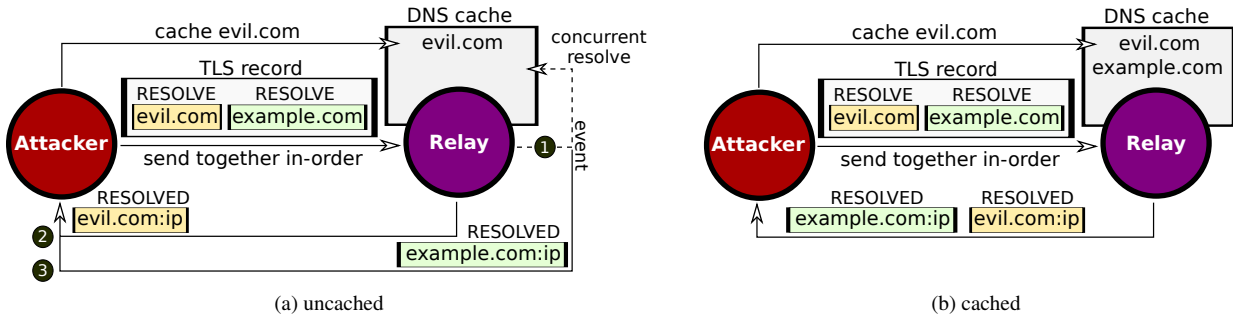 DNS cache
cache evil.com
evil.com
concurrent
resolve
TLS record
RESOLVE RESOLVE
evil.com example.com
Attacker
Relay
1
event
send together in-order
RESOLVED
evil.com:ip
2
RESOLVED
example.com:ip
3
(a) uncached
DNS cache
cache evil.com
evil.com
example.com
TLS record
RESOLVE RESOLVE
evil.com example.com
Attacker
Relay
send together in-order
RESOLVED RESOLVED
example.com:ip evil.com:ip
(b) cached